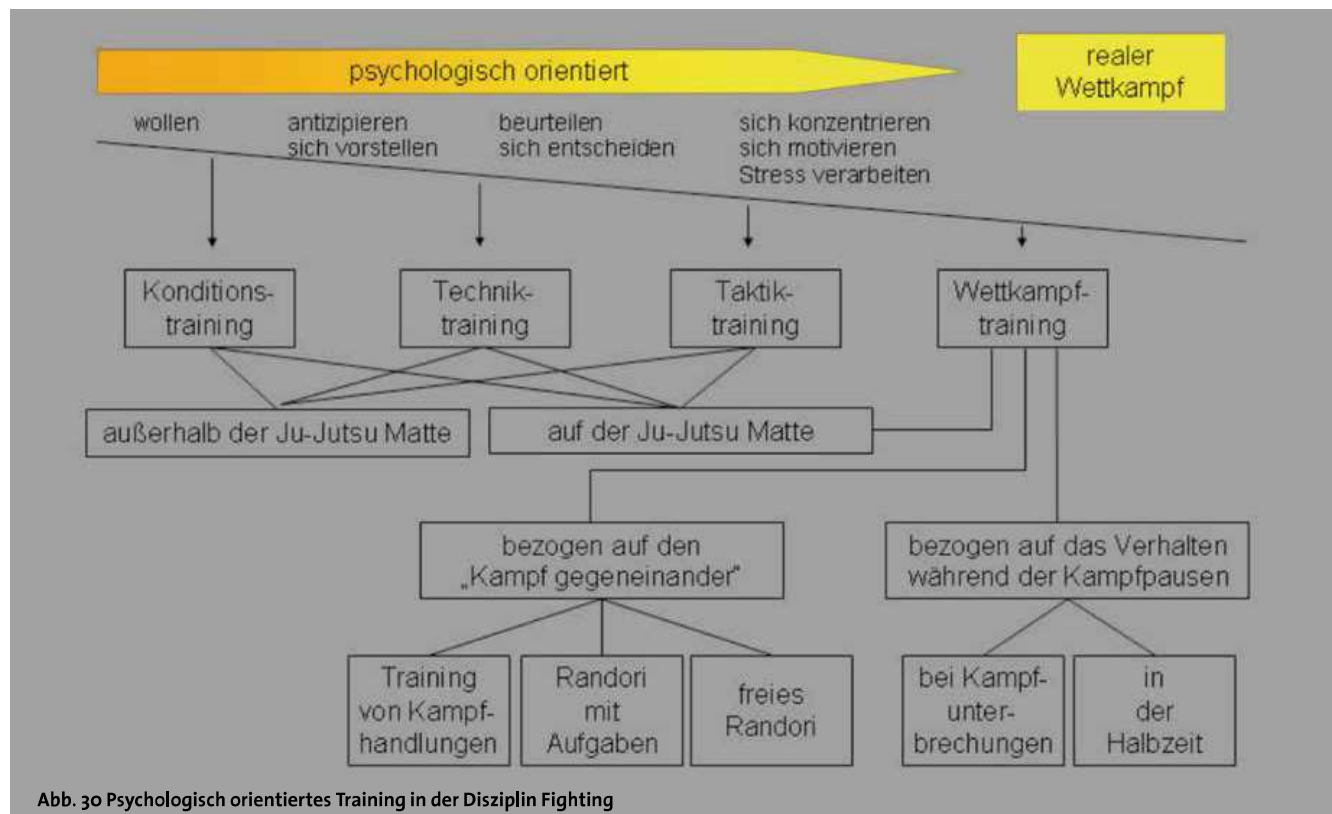 psychologisch orientiert
realer
Wettkampf
wollen
antizipieren
sich vorstellen
beurteilen
sich entscheiden
sich konzentrieren
sich motivieren
Stress verarbeiten
Konditions-
training
Technik-
training
Taktik-
training
Wettkampf-
training
außerhalb der Ju-Jutsu Matte
auf der Ju-Jutsu Matte
bezogen auf den
„Kampf gegeneinander“
bezogen auf das Verhalten
während der Kampfpausen
Training
von Kampf-
handlungen
Randori
mit
Aufgaben
freies
Randori
bei Kampf-
unter-
brechungen
in
der
Halbzeit
Abb. 30 Psychologisch orientiertes Training in der Disziplin Fighting